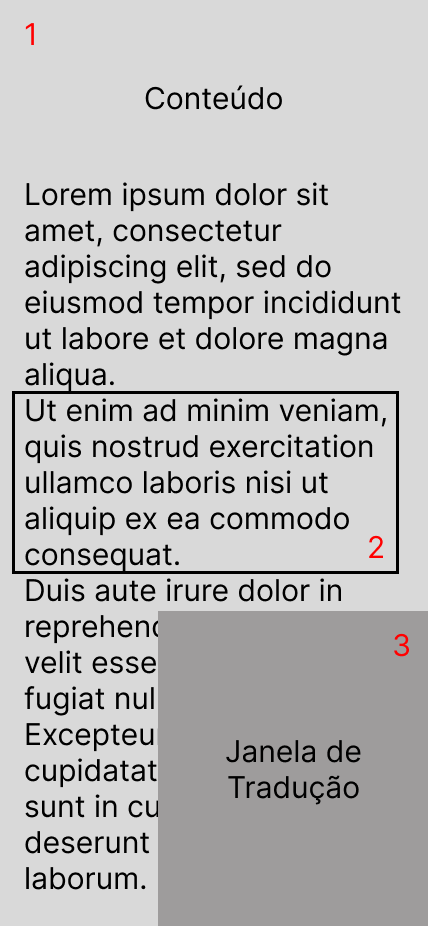 1
Conteúdo
Lorem ipsum dolor sit
amet, consectetur
adipiscing elit, sed do
eiusmod tempor incididunt
ut labore et dolore magna
aliqua.
Ut enim ad minim veniam,
quis nostrud exercitation
ullamco laboris nisi ut
aliquip ex ea commodo
consequat.
2
Duis aute irure dolor in
velit esse
fugiat
cupidatat
sunt in
deserunt
laborum.
3
Janela de
Tradução